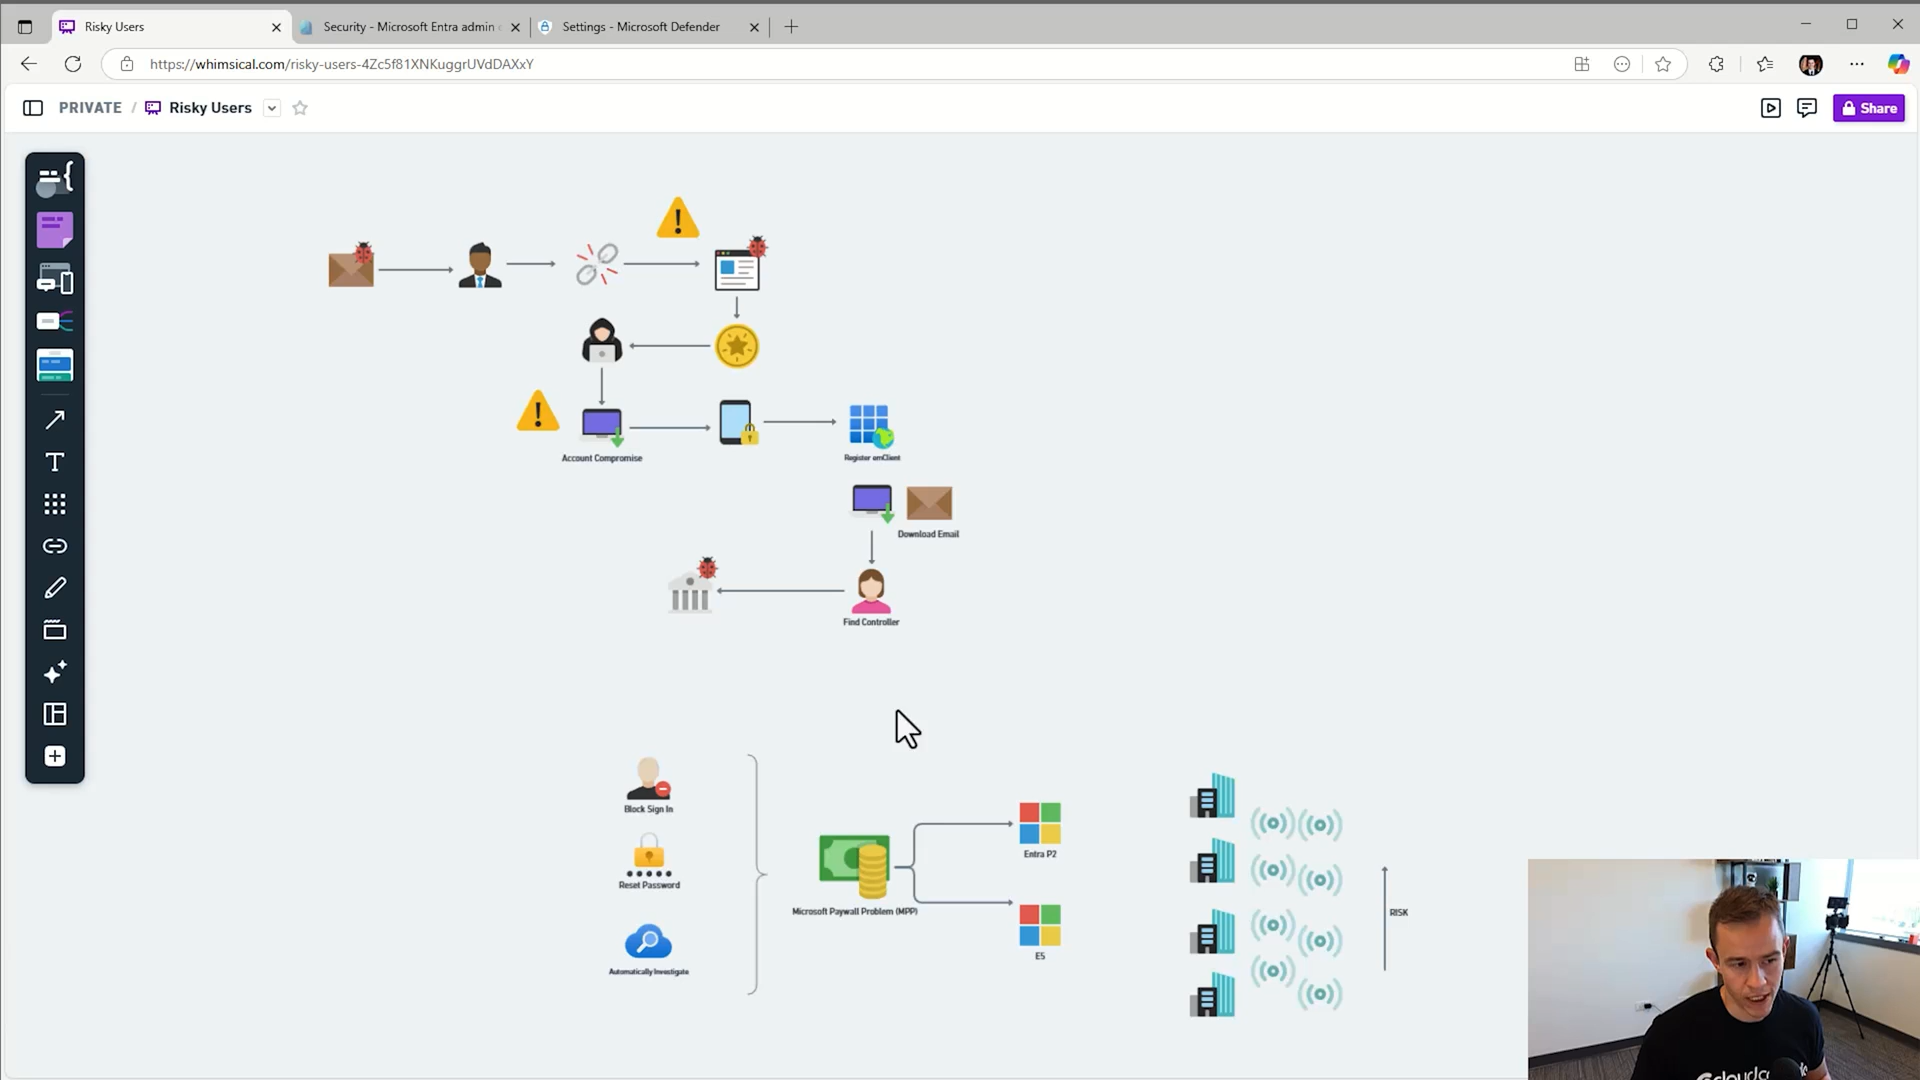 Risky Users
Security - Microsoft Entra admin c
Settings - Microsoft Defender
https://whimsical.com/risky-users-4Zc5f81XNKuggrUVdDAXxY
PRIVATE / Risky Users
Share
Account Compromise
Register emClient
Download Email
Find Controller
Block Sign In
Reset Password
Automatically Investigate
Microsoft Paywall Problem (MPP)
Entra P2
E5
RISK